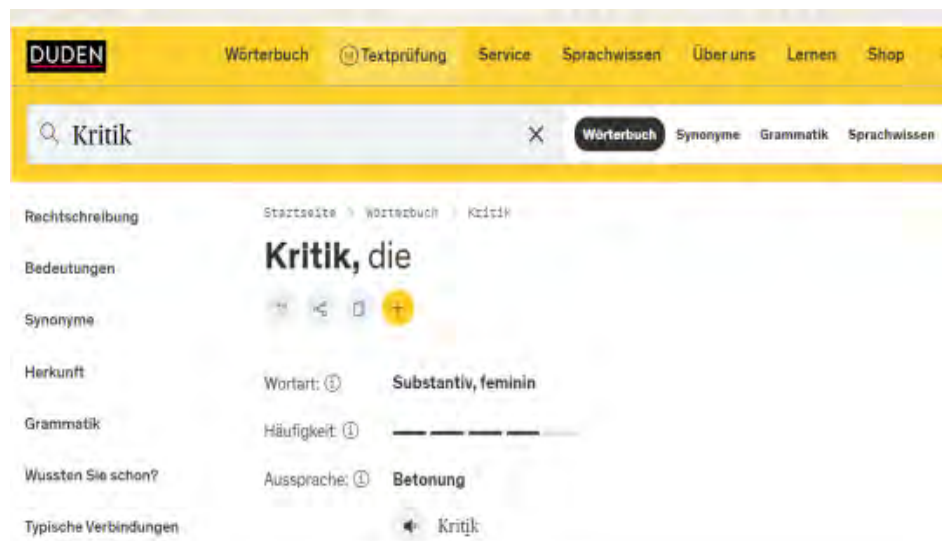 DUDEN Wörterbuch Textprüfung Service Sprachwissen Über uns Lernen Shop
Kritik Wörterbuch Synonyme Grammatik Sprachwissen
Rechtschreibung
Bedeutungen
Synonyme
Herkunft
Grammatik
Wussten Sie schon?
Typische Verbindungen
Startseite > Wörterbuch > Kritik
Kritik, die
Wortart: Substantiv, feminin
Häufigkeit:
Aussprache: Betonung
Kritik